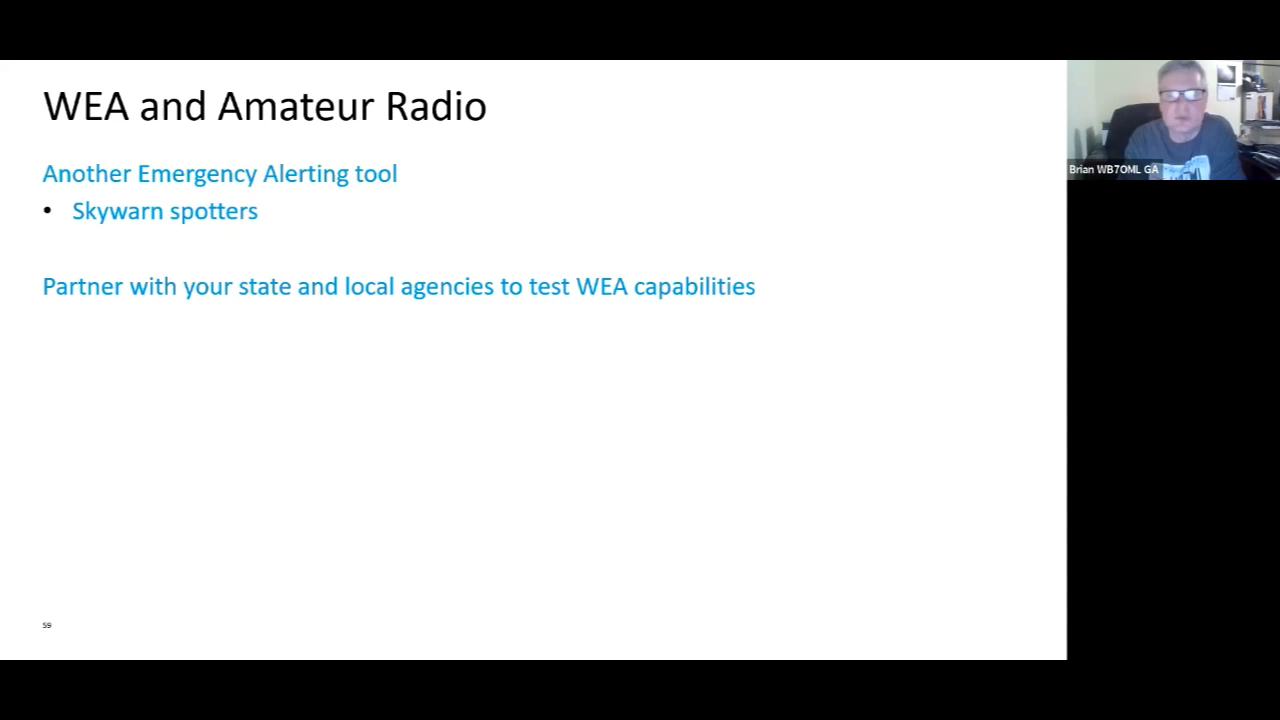 WEA and Amateur Radio
Another Emergency Alerting tool
• Skywarn spotters
Partner with your state and local agencies to test WEA capabilities
59
Brian WB7OML GA